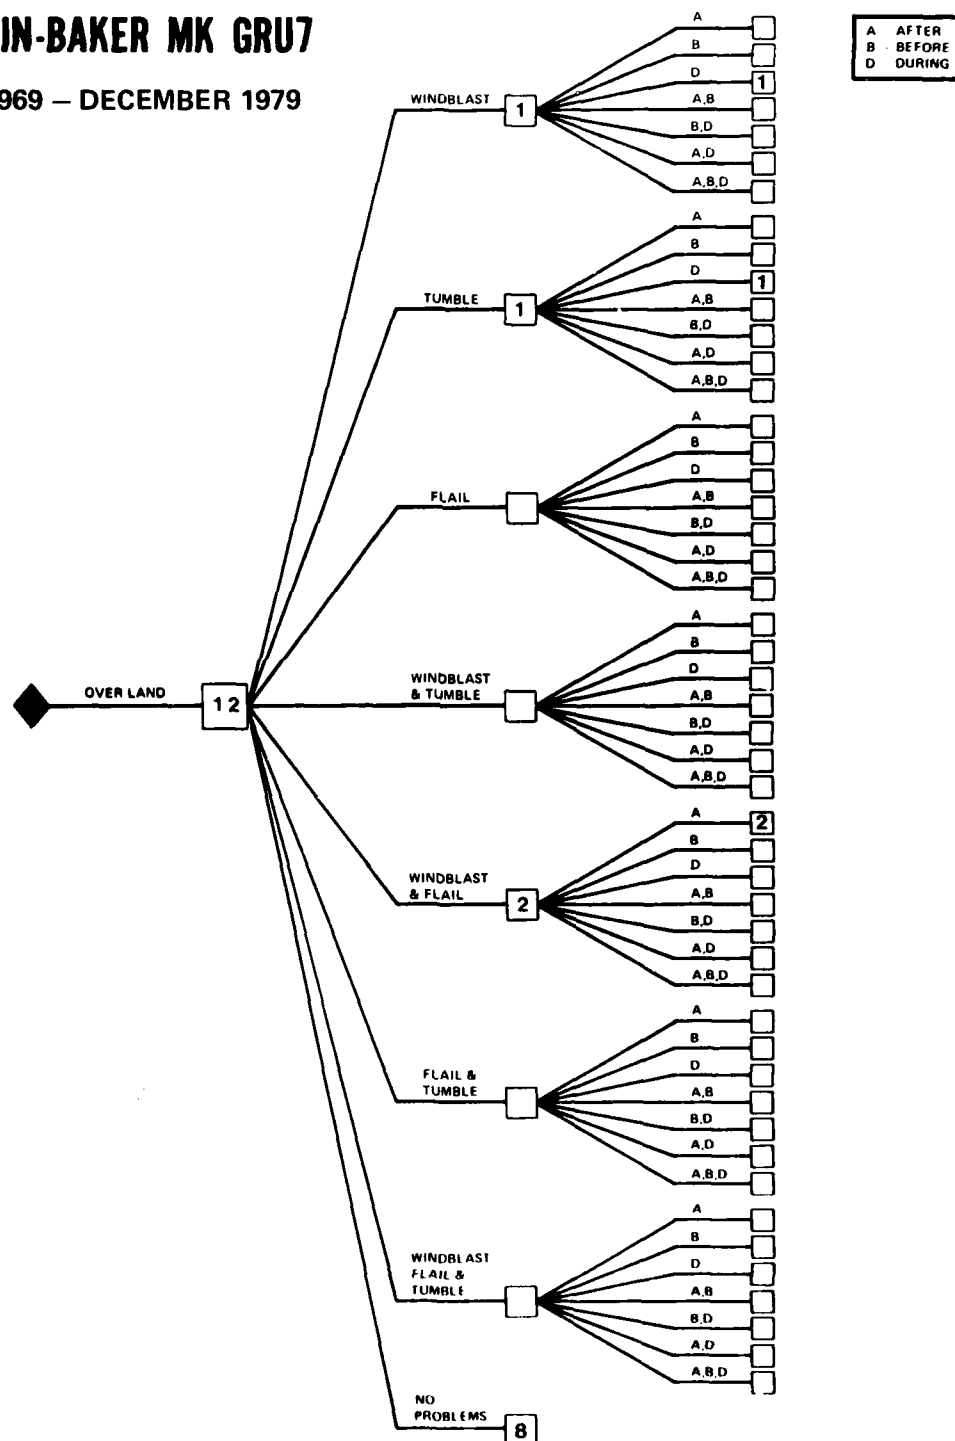 IN-BAKER MK GRU7
969 – DECEMBER 1979
A AFTER
B - BEFORE
D DURING
OVER LAND
12
WINDBLAST
1
A
B
D
1
A,B
B,D
A,D
A,B,D
TUMBLE
1
A
B
D
1
A,B
B,D
A,D
A,B,D
FLAIL
A
B
D
A,B
B,D
A,D
A,B,D
WINDBLAST
& TUMBLE
A
B
D
A,B
B,D
A,D
A,B,D
WINDBLAST
& FLAIL
2
A
2
B
D
A,B
B,D
A,D
A,B,D
FLAIL &
TUMBLE
A
B
D
A,B
B,D
A,D
A,B,D
WINDBLAST
FLAIL &
TUMBLE
A
B
D
A,B
B,D
A,D
A,B,D
NO
PROBLEMS
8